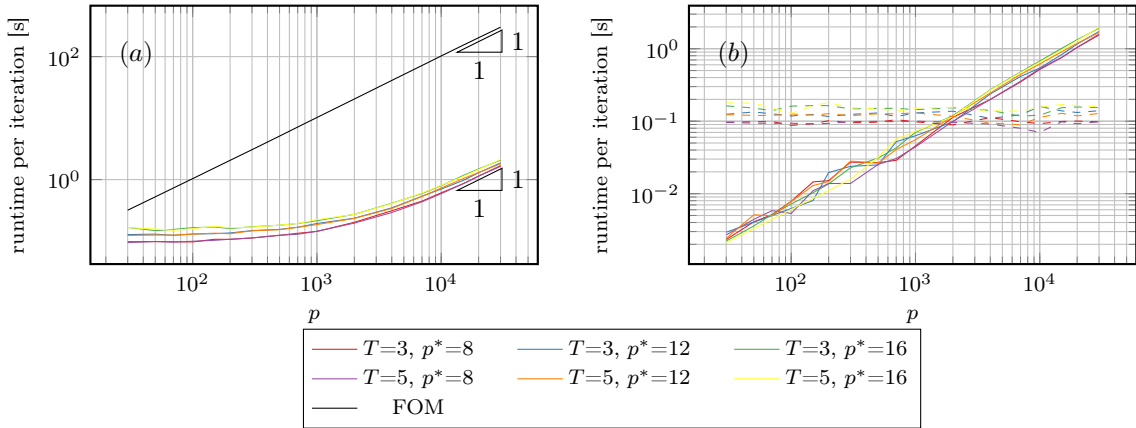 (a)
runtime per iteration [s]
10^2
10^0
1
1
1
1
10^2
10^3
10^4
p
(b)
runtime per iteration [s]
10^0
10^{-1}
10^{-2}
10^2
10^3
10^4
p
T=3, p*=8
T=3, p*=12
T=3, p*=16
T=5, p*=8
T=5, p*=12
T=5, p*=16
FOM